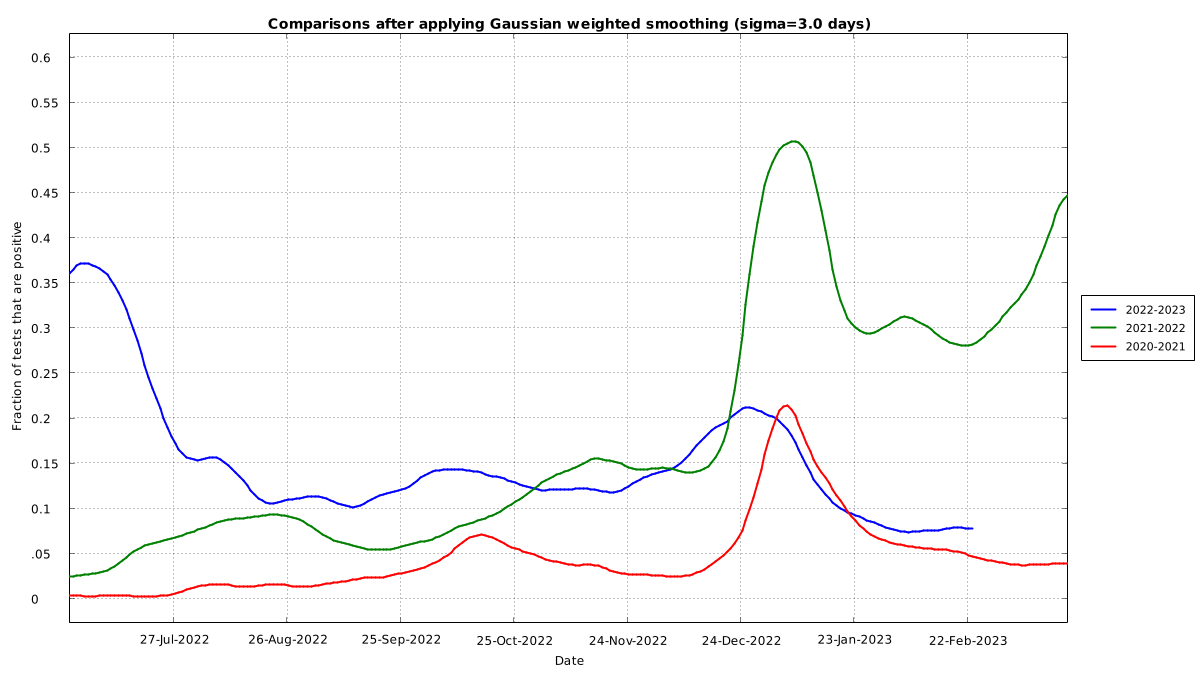 Comparisons after applying Gaussian weighted smoothing (sigma=3.0 days)
0.6
0.55
0.5
0.45
0.4
0.35
0.3
0.25
0.2
0.15
0.1
.05
0
Fraction of tests that are positive
27-Jul-2022
26-Aug-2022
25-Sep-2022
25-Oct-2022
24-Nov-2022
24-Dec-2022
23-Jan-2023
22-Feb-2023
Date
2022-2023
2021-2022
2020-2021